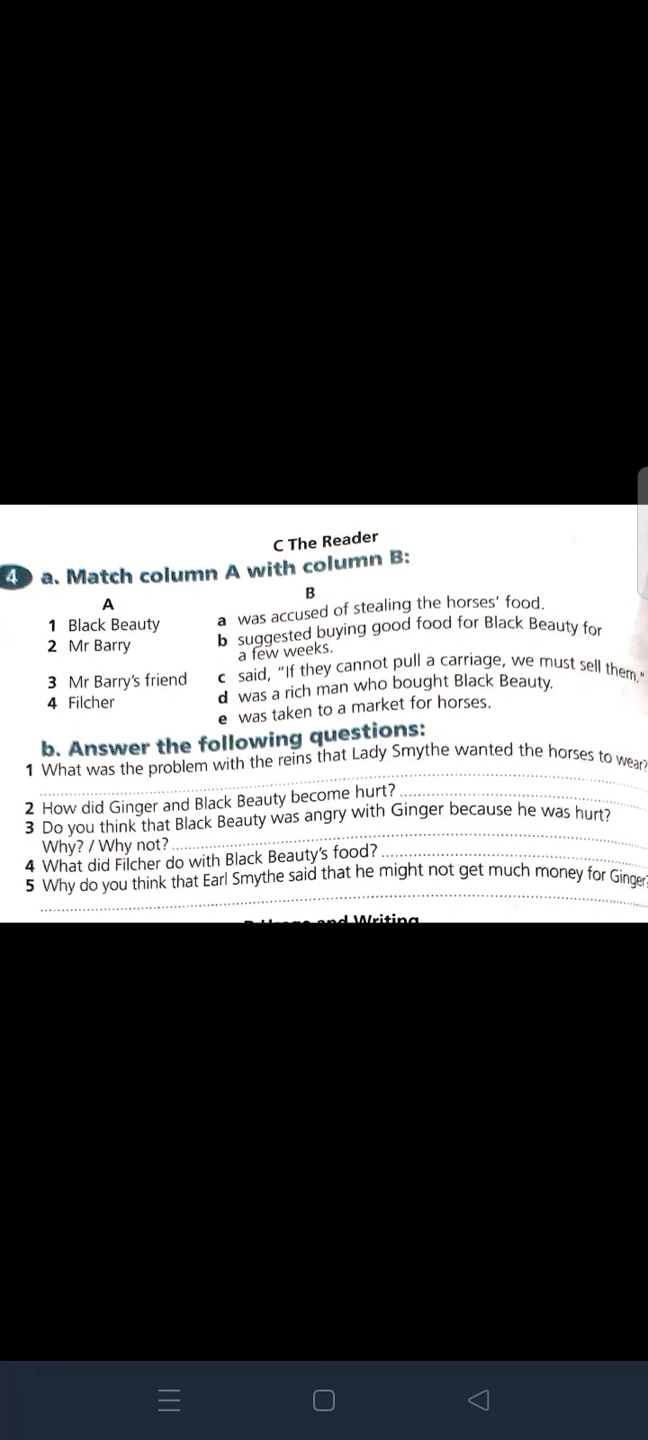 C The Reader
4 a. Match column A with column B:
A B
1 Black Beauty a was accused of stealing the horses' food.
2 Mr Barry b suggested buying good food for Black Beauty for
a few weeks.
3 Mr Barry's friend c said, "If they cannot pull a carriage, we must sell them."
4 Filcher d was a rich man who bought Black Beauty.
e was taken to a market for horses.
b. Answer the following questions:
1 What was the problem with the reins that Lady Smythe wanted the horses to wear?
2 How did Ginger and Black Beauty become hurt?
3 Do you think that Black Beauty was angry with Ginger because he was hurt?
Why? / Why not?
4 What did Filcher do with Black Beauty's food?
5 Why do you think that Earl Smythe said that he might not get much money for Ginger?
and Writing